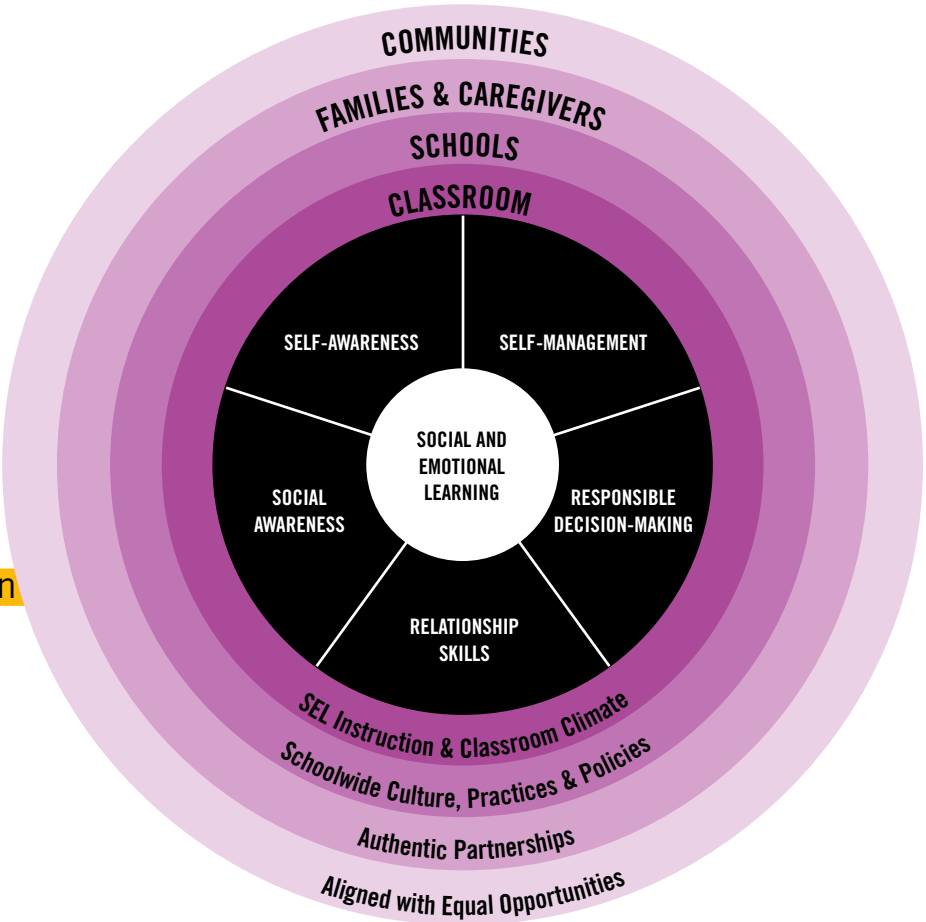 COMMUNITIES
FAMILIES & CAREGIVERS
SCHOOLS
CLASSROOM
SELF-AWARENESS
SELF-MANAGEMENT
SOCIAL AND
EMOTIONAL
LEARNING
SOCIAL
AWARENESS
RESPONSIBLE
DECISION-MAKING
RELATIONSHIP
SKILLS
SEL Instruction & Classroom Climate
Schoolwide Culture, Practices & Policies
Authentic Partnerships
Aligned with Equal Opportunities